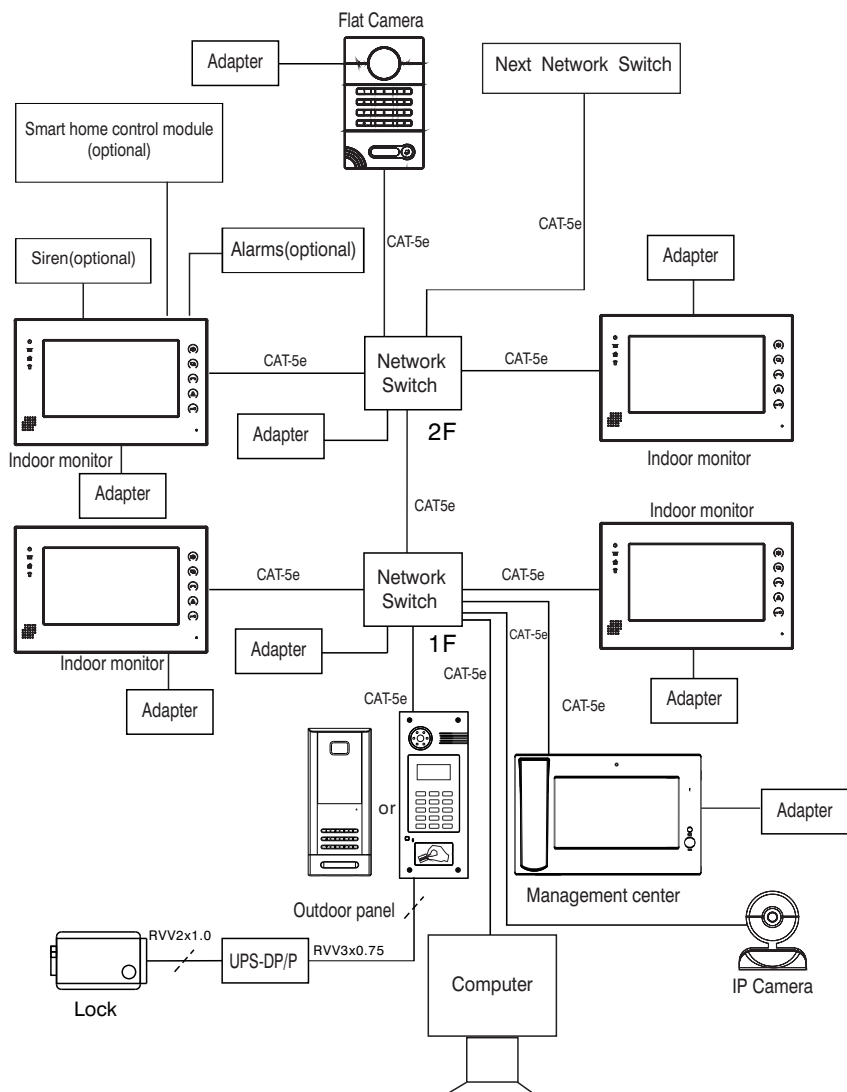 Flat Camera
Adapter
Next Network Switch
Smart home control module
(optional)
CAT-5e
CAT-5e
Siren(optional)
Alarms(optional)
Adapter
CAT-5e
Network
Switch
CAT-5e
Adapter
2F
Indoor monitor
Indoor monitor
Adapter
CAT5e
Indoor monitor
CAT-5e
Network
Switch
CAT-5e
Adapter
1F
CAT-5e
Indoor monitor
CAT-5e
CAT-5e
Adapter
Adapter
CAT-5e
or
Adapter
Management center
Outdoor panel
RVV2x1.0
UPS-DP/P
RVV3x0.75
Computer
IP Camera
Lock